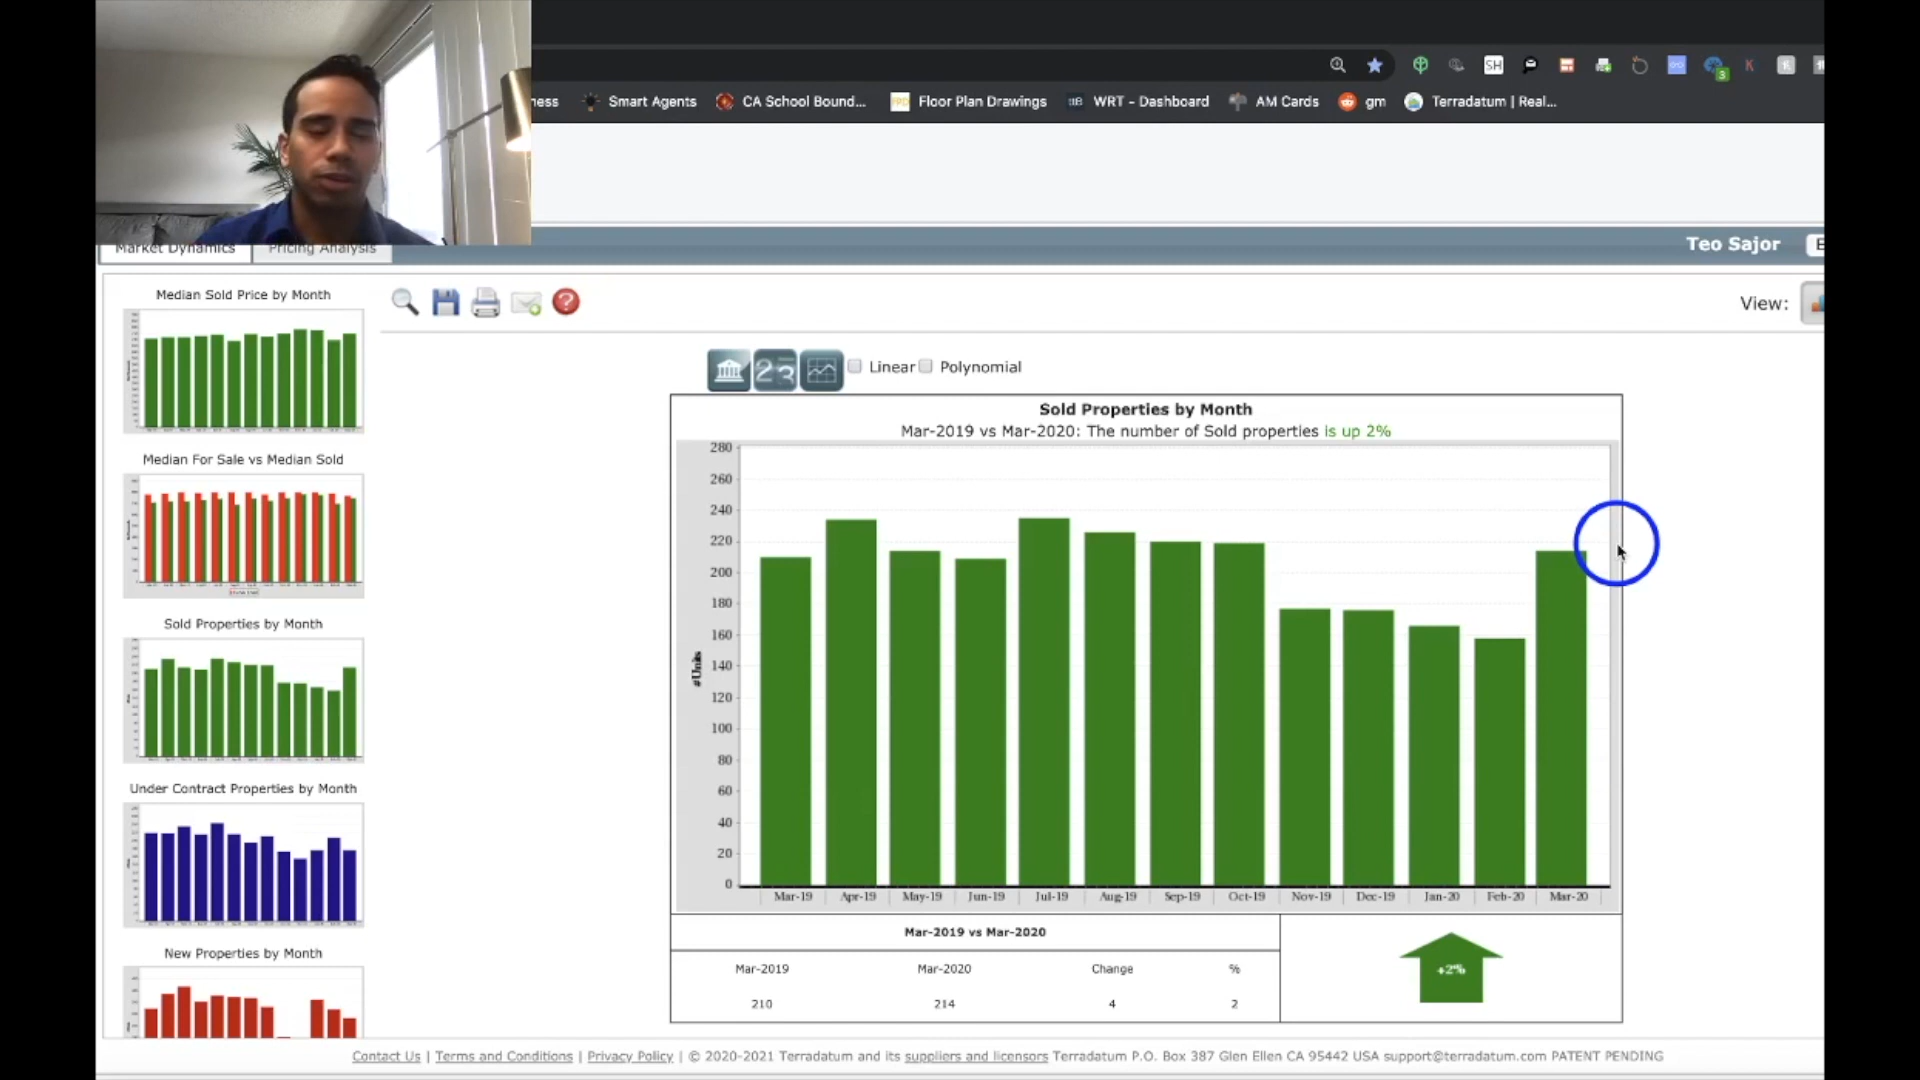 SH
3
K
ness
Smart Agents
CA School Bound...
FPD
Floor Plan Drawings
WRT - Dashboard
AM Cards
gm
Terradatum | Real...
Market Dynamics
Pricing Analysis
Teo Sajor
E
View:
Median Sold Price by Month
Median For Sale vs Median Sold
Sold Properties by Month
Under Contract Properties by Month
New Properties by Month
23
Linear
Polynomial
Sold Properties by Month
Mar-2019 vs Mar-2020: The number of Sold properties is up 2%
280
260
240
220
200
180
160
140
120
100
80
60
40
20
0
#Units
Mar-19
Apr-19
May-19
Jun-19
Jul-19
Aug-19
Sep-19
Oct-19
Nov-19
Dec-19
Jan-20
Feb-20
Mar-20
Mar-2019 vs Mar-2020
Mar-2019 Mar-2020 Change %
210 214 4 2
+2%
Contact Us | Terms and Conditions | Privacy Policy | © 2020-2021 Terradatum and its suppliers and licensors Terradatum P.O. Box 387 Glen Ellen CA 95442 USA support@terradatum.com PATENT PENDING